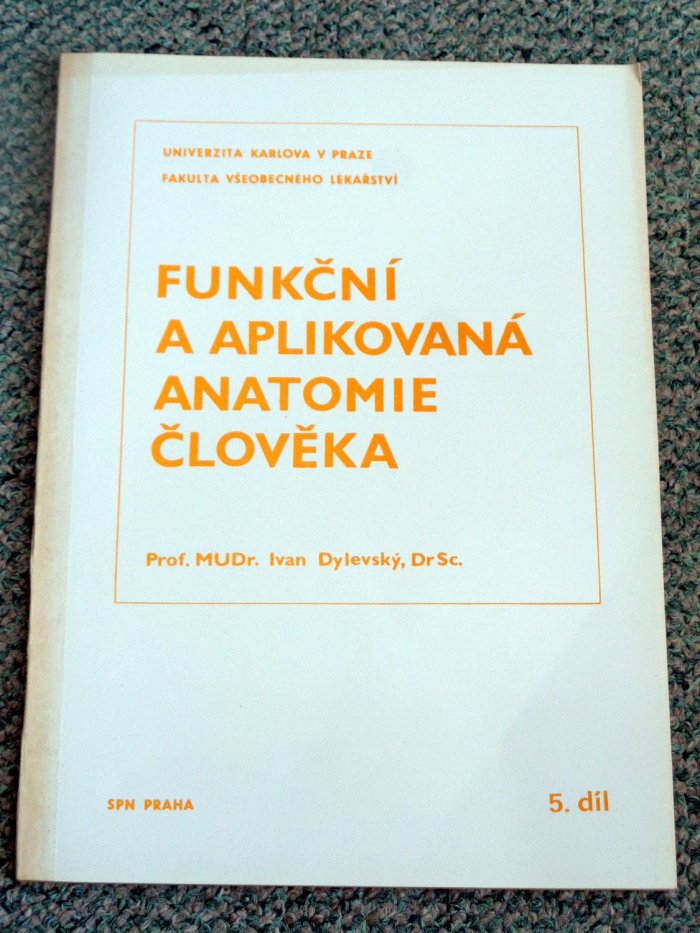 UNIVERZITA KARLOVA V PRAZE
FAKULTA VŠEOBECNÉHO LÉKAŘSTVÍ
FUNKČNÍ
A APLIKOVANÁ
ANATOMIE
ČLOVĚKA
Prof. MUDr. Ivan Dylevský, DrSc.
SPN PRAHA
5. díl